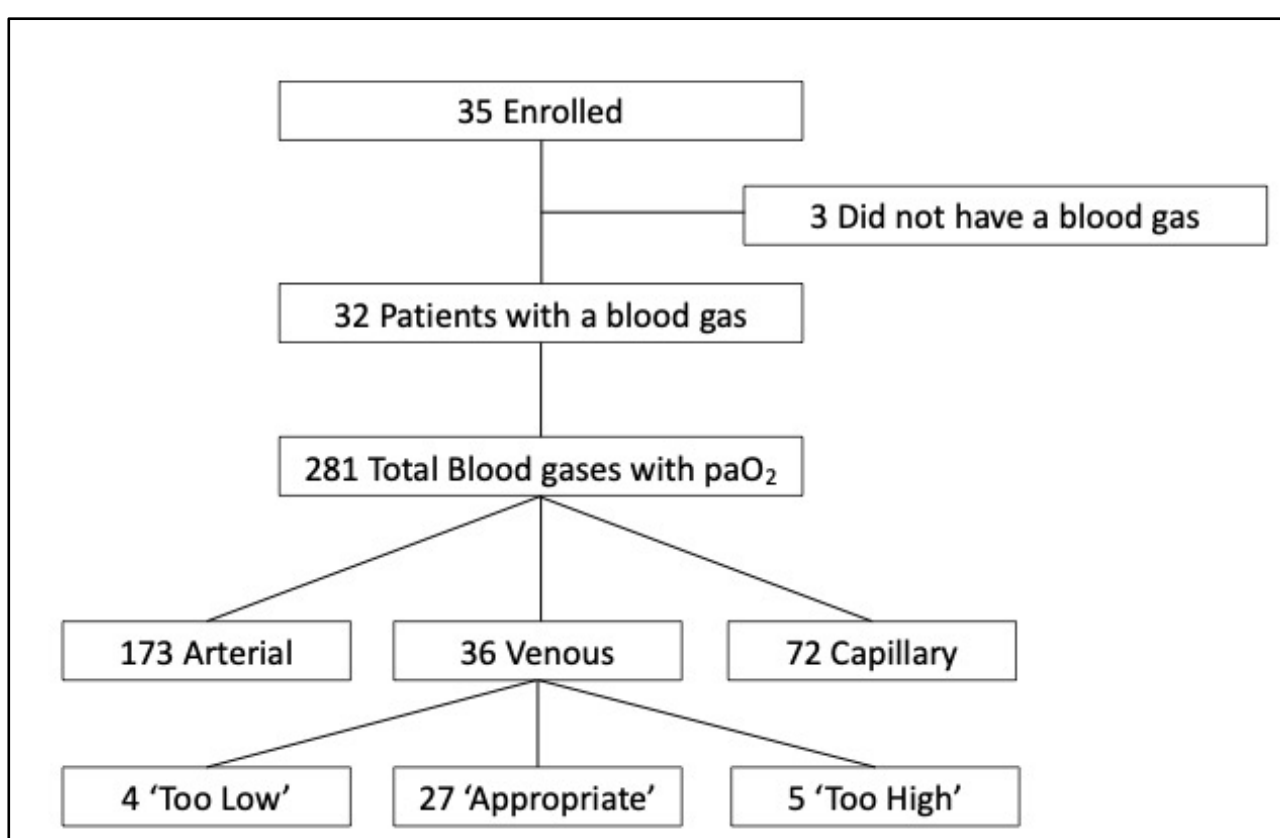 35 Enrolled
3 Did not have a blood gas
32 Patients with a blood gas
281 Total Blood gases with paO₂
173 Arterial
36 Venous
72 Capillary
4 ‘Too Low’
27 ‘Appropriate’
5 ‘Too High’